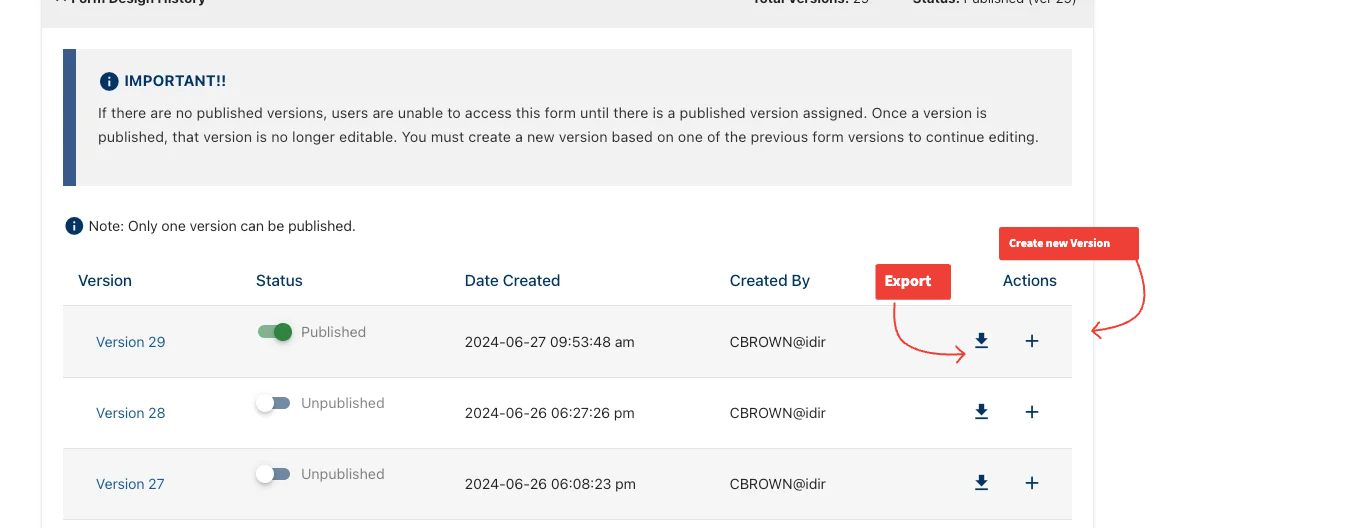 Form Design History Total Versions: 29 Status: Published (ver 29)
IMPORTANT!!
If there are no published versions, users are unable to access this form until there is a published version assigned. Once a version is
published, that version is no longer editable. You must create a new version based on one of the previous form versions to continue editing.
Note: Only one version can be published.
Create new Version
Version Status Date Created Created By Export Actions
Version 29 Published 2024-06-27 09:53:48 am CBROWN@idir
Version 28 Unpublished 2024-06-26 06:27:26 pm CBROWN@idir
Version 27 Unpublished 2024-06-26 06:08:23 pm CBROWN@idir